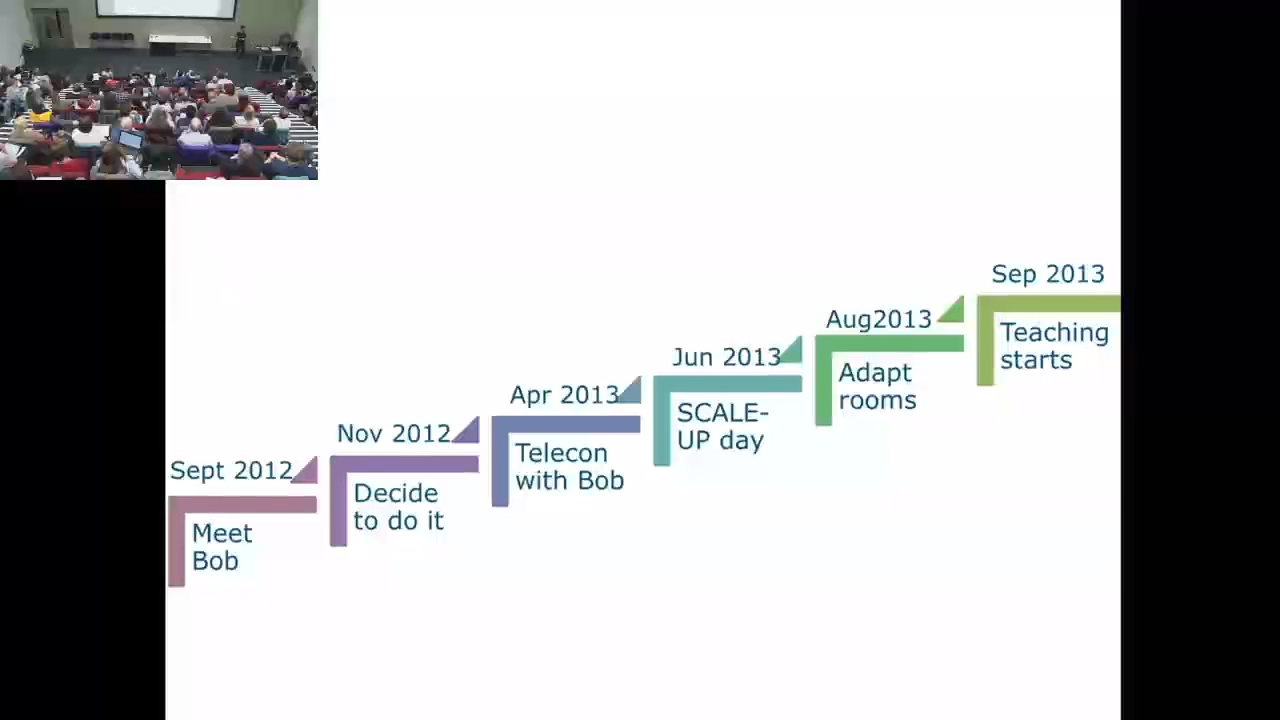 Sept 2012
Meet
Bob
Nov 2012
Decide
to do it
Apr 2013
Telecon
with Bob
Jun 2013
SCALE-
UP day
Aug2013
Adapt
rooms
Sep 2013
Teaching
starts